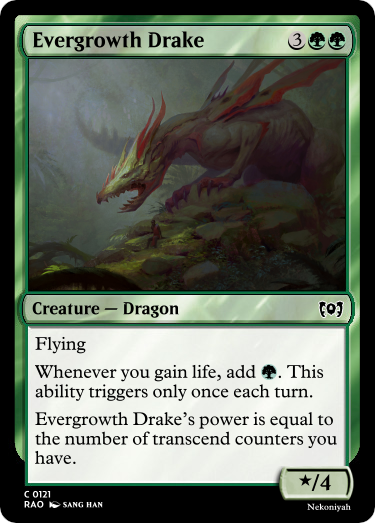 Evergrowth Drake 3
Creature — Dragon
Flying
Whenever you gain life, add . This
ability triggers only once each turn.
Evergrowth Drake's power is equal to
the number of transcend counters you
have.
★/4
C 0121
RAO SANG HAN
Nekoniyah